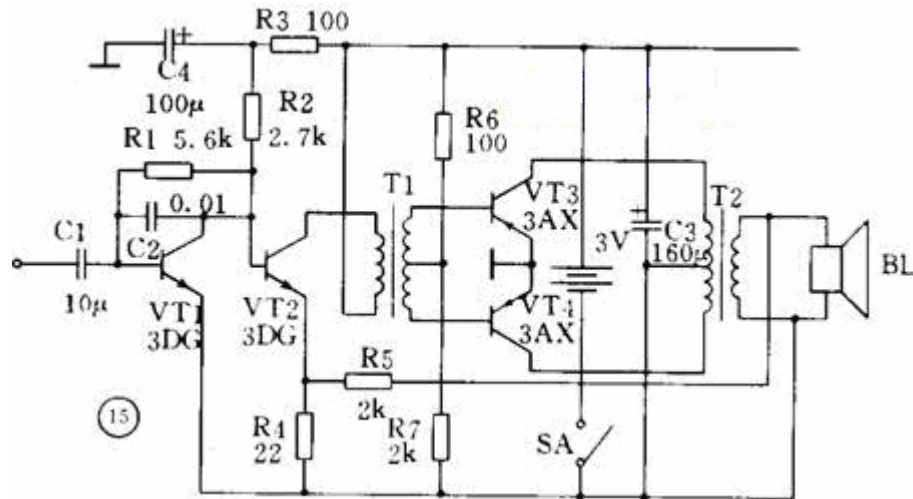 R3 100
C4
100μ
R2
2.7k
R1 5.6k
R6
100
0.01
C1
C2
10μ
T1
VT3
3AX
T2
3V
C3
160μ
BL
VT1
3DG
VT2
3DG
VT4
3AX
R5
2k
15
R4
22
R7
2k
SA